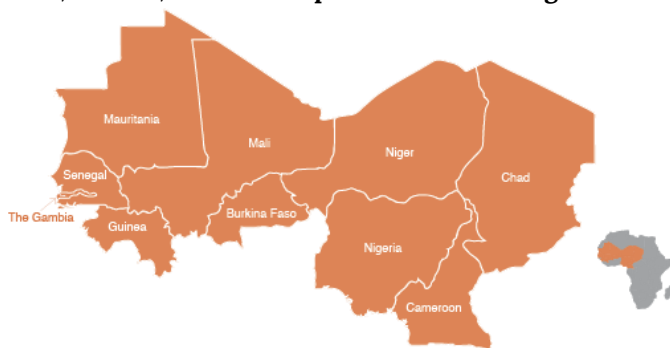 Mauritania
Mali
Niger
Chad
Senegal
The Gambia
Guinea
Burkina Faso
Nigeria
Cameroon